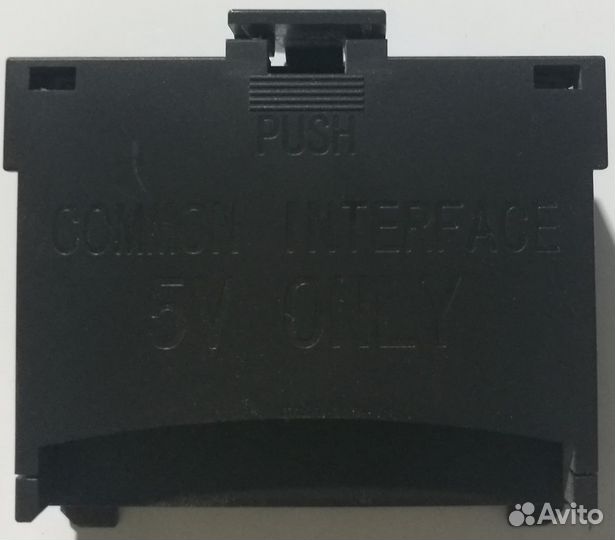 PUSH
COMMON INTERFACE
5V ONLY
Avito